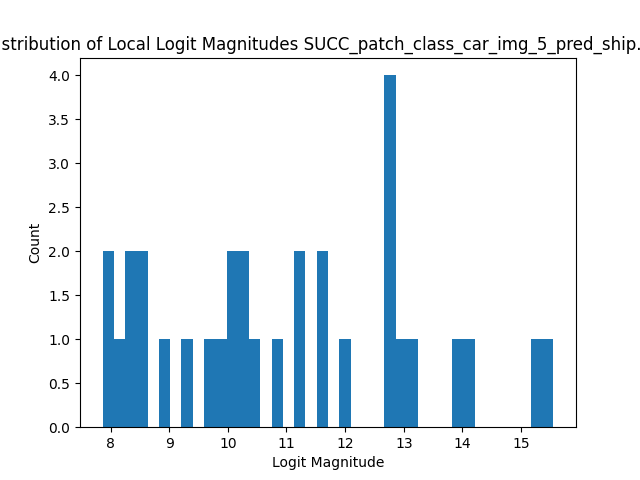 stribution of Local Logit Magnitudes SUCC_patch_class_car_img_5_pred_ship.
4.0
3.5
3.0
2.5
2.0
1.5
1.0
0.5
0.0
Count
8 9 10 11 12 13 14 15
Logit Magnitude